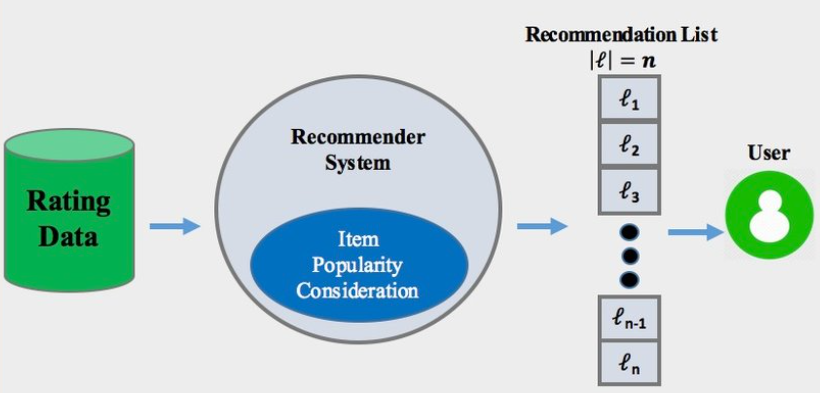 Rating
Data
Recommender
System
Item
Popularity
Consideration
Recommendation List
|ℓ| = n
ℓ1
ℓ2
ℓ3
ℓn-1
ℓn
User